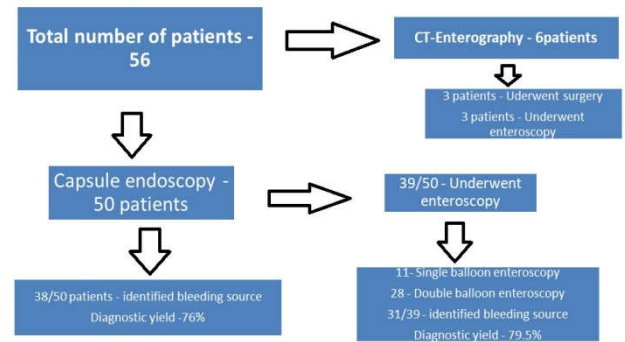 Total number of patients -
56
CT-Enterography - 6patients
3 patients - Uderwent surgery
3 patients - Underwent
enteroscopy
Capsule endoscopy -
50 patients
39/50 - Underwent
enteroscopy
38/50 patients - identified bleeding source
Diagnostic yield -76%
11- Single balloon enteroscopy
28 - Double balloon enteroscopy
31/39 - identified bleeding source
Diagnostic yield - 79.5%